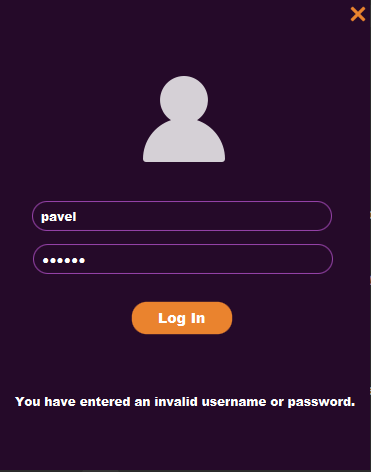 pavel
••••••
Log In
You have entered an invalid username or password.